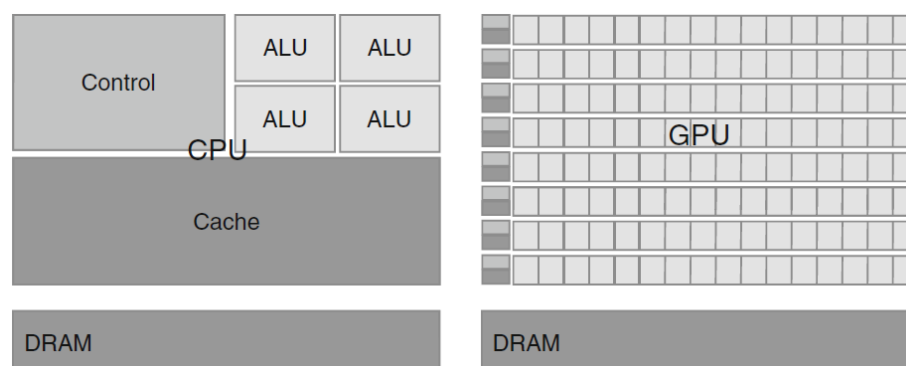 Control
ALU
ALU
ALU
ALU
CPU
Cache
DRAM
GPU
DRAM